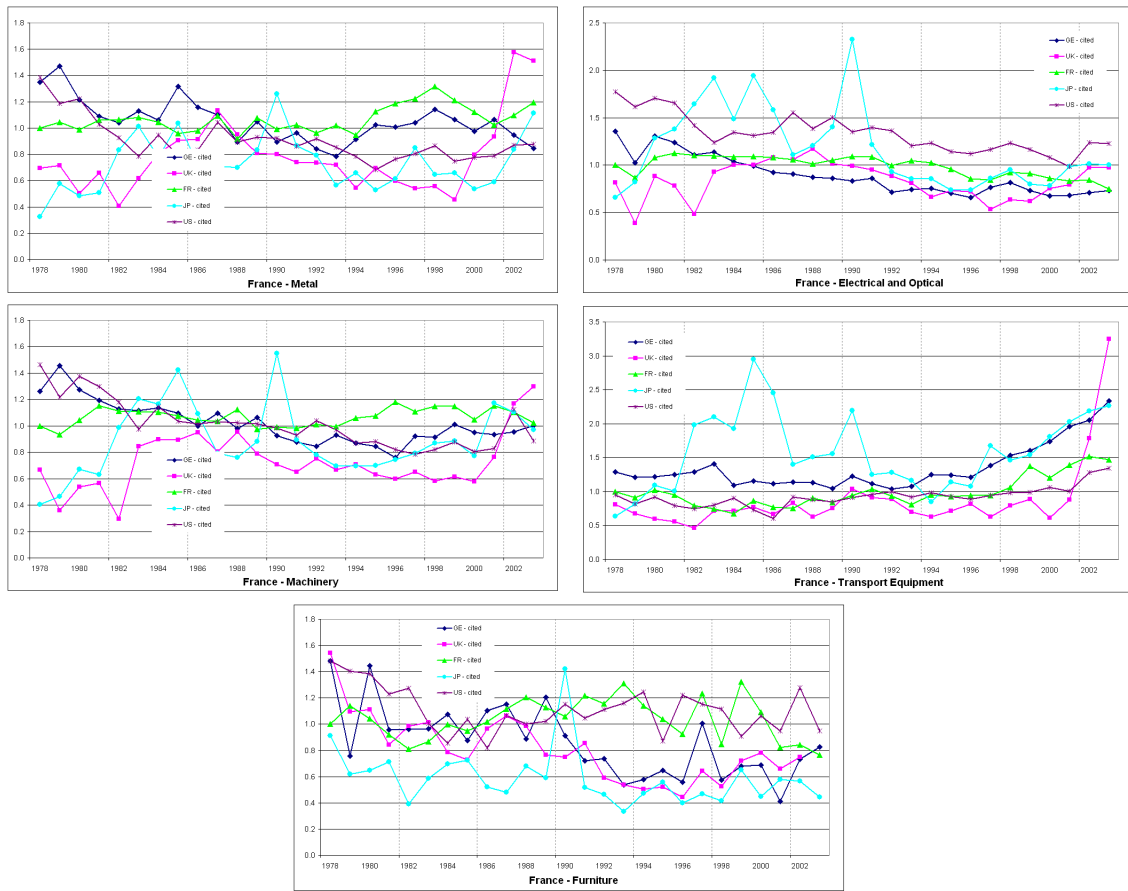 1.8
1.6
1.4
1.2
1.0
0.8
0.6
0.4
0.2
0.0
GE - cited
UK - cited
FR - cited
JP - cited
US - cited
1978 1980 1982 1984 1986 1988 1990 1992 1994 1996 1998 2000 2002
France - Metal
2.5
2.0
1.5
1.0
0.5
0.0
GE - cited
UK - cited
FR - cited
JP - cited
US - cited
1978 1980 1982 1984 1986 1988 1990 1992 1994 1996 1998 2000 2002
France - Electrical and Optical
1.8
1.6
1.4
1.2
1.0
0.8
0.6
0.4
0.2
0.0
GE - cited
UK - cited
FR - cited
JP - cited
US - cited
1978 1980 1982 1984 1986 1988 1990 1992 1994 1996 1998 2000 2002
France - Machinery
3.5
3.0
2.5
2.0
1.5
1.0
0.5
0.0
GE - cited
UK - cited
FR - cited
JP - cited
US - cited
1978 1980 1982 1984 1986 1988 1990 1992 1994 1996 1998 2000 2002
France - Transport Equipment
1.8
1.6
1.4
1.2
1.0
0.8
0.6
0.4
0.2
0.0
GE - cited
UK - cited
FR - cited
JP - cited
US - cited
1978 1980 1982 1984 1986 1988 1990 1992 1994 1996 1998 2000 2002
France - Furniture